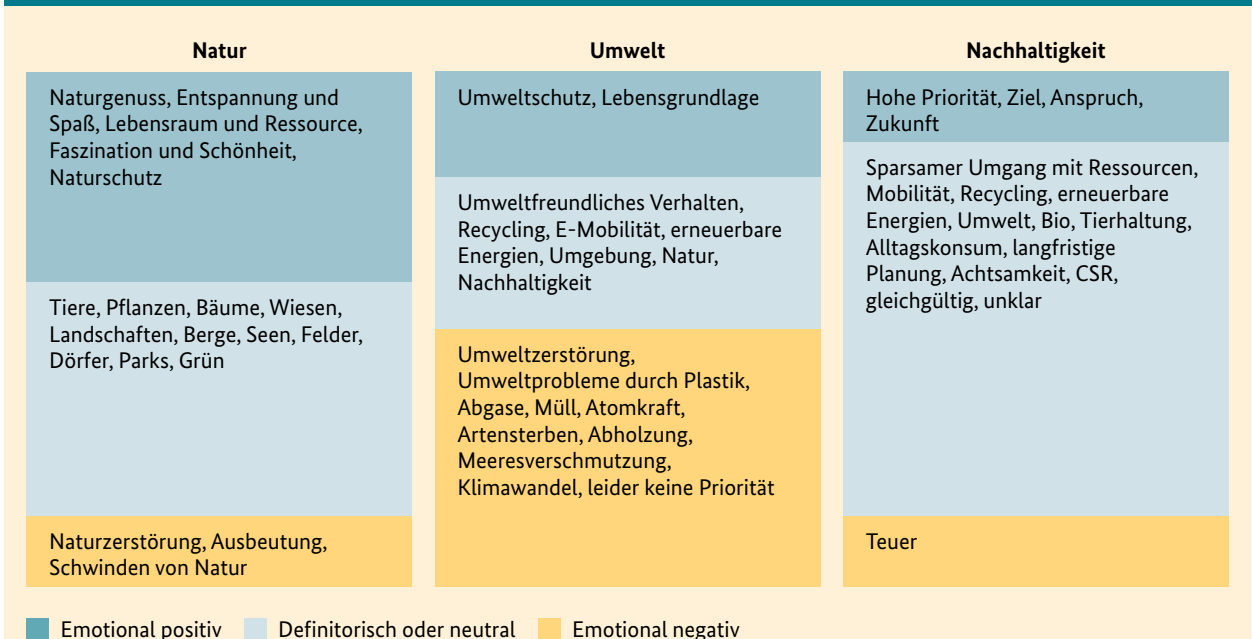 Natur
Naturgenuss, Entspannung und
Spaß, Lebensraum und Ressource,
Faszination und Schönheit,
Naturschutz
Tiere, Pflanzen, Bäume, Wiesen,
Landschaften, Berge, Seen, Felder,
Dörfer, Parks, Grün
Naturzerstörung, Ausbeutung,
Schwinden von Natur
Umwelt
Umweltschutz, Lebensgrundlage
Umweltfreundliches Verhalten,
Recycling, E-Mobilität, erneuerbare
Energien, Umgebung, Natur,
Nachhaltigkeit
Umweltzerstörung,
Umweltprobleme durch Plastik,
Abgase, Müll, Atomkraft,
Artensterben, Abholzung,
Meeresverschmutzung,
Klimawandel, leider keine Priorität
Nachhaltigkeit
Hohe Priorität, Ziel, Anspruch,
Zukunft
Sparsamer Umgang mit Ressourcen,
Mobilität, Recycling, erneuerbare
Energien, Umwelt, Bio, Tierhaltung,
Alltagskonsum, langfristige
Planung, Achtsamkeit, CSR,
gleichgültig, unklar
Teuer
Emotional positiv Definitorisch oder neutral Emotional negativ